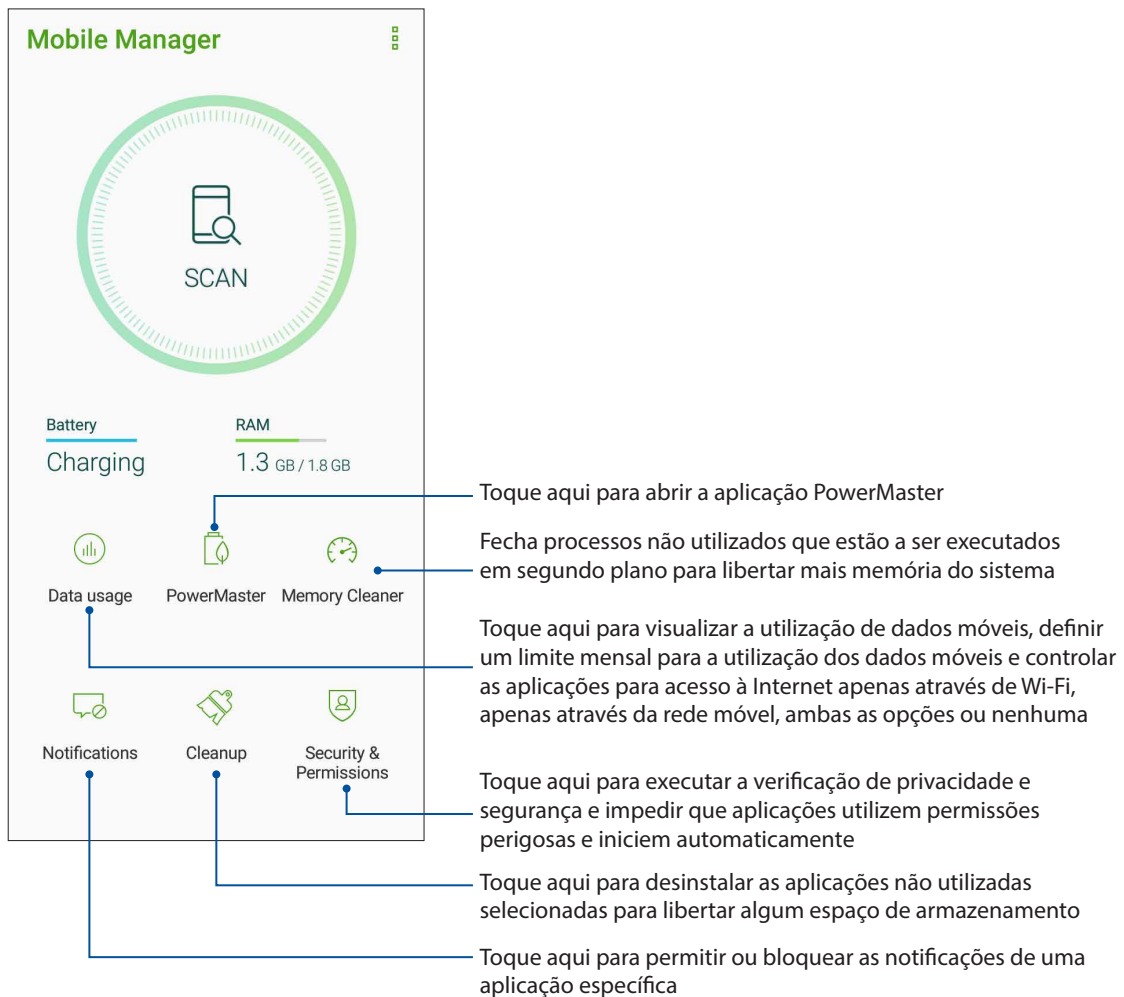 Mobile Manager
SCAN
Battery
RAM
Charging
1.3 GB / 1.8 GB
Data usage
PowerMaster
Memory Cleaner
Notifications
Cleanup
Security &
Permissions
Toque aqui para abrir a aplicação PowerMaster
Fecha processos não utilizados que estão a ser executados
em segundo plano para libertar mais memória do sistema
Toque aqui para visualizar a utilização de dados móveis, definir
um limite mensal para a utilização dos dados móveis e controlar
as aplicações para acesso à Internet apenas através de Wi-Fi,
apenas através da rede móvel, ambas as opções ou nenhuma
Toque aqui para executar a verificação de privacidade e
segurança e impedir que aplicações utilizem permissões
perigosas e iniciem automaticamente
Toque aqui para desinstalar as aplicações não utilizadas
selecionadas para libertar algum espaço de armazenamento
Toque aqui para permitir ou bloquear as notificações de uma
aplicação específica